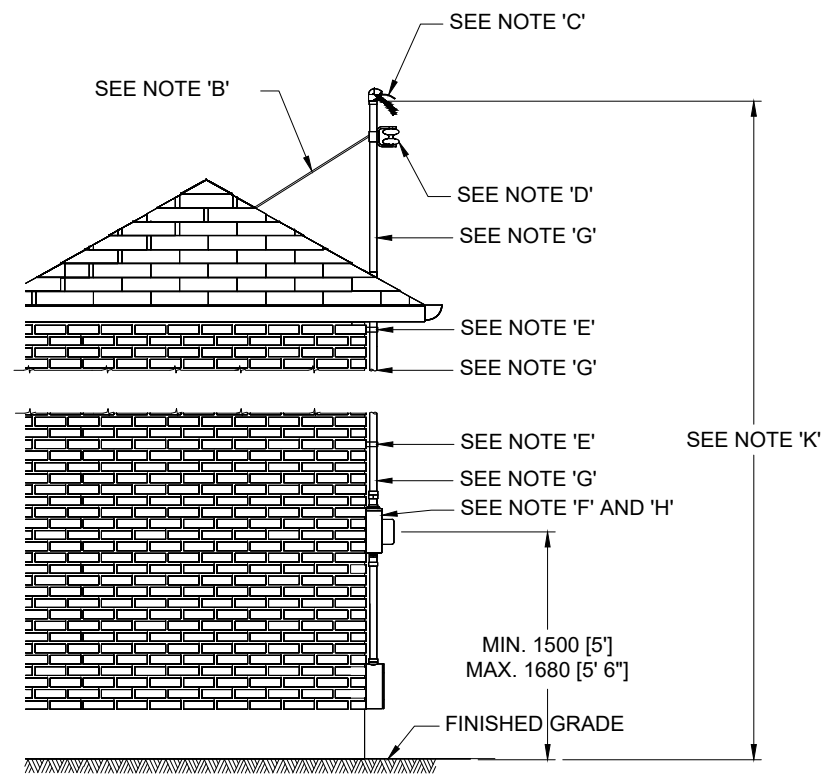 SEE NOTE 'C'
SEE NOTE 'B'
SEE NOTE 'D'
SEE NOTE 'G'
SEE NOTE 'E'
SEE NOTE 'G'
SEE NOTE 'E'
SEE NOTE 'K'
SEE NOTE 'G'
SEE NOTE 'F' AND 'H'
MIN. 1500 [5']
MAX. 1680 [5' 6"]
FINISHED GRADE